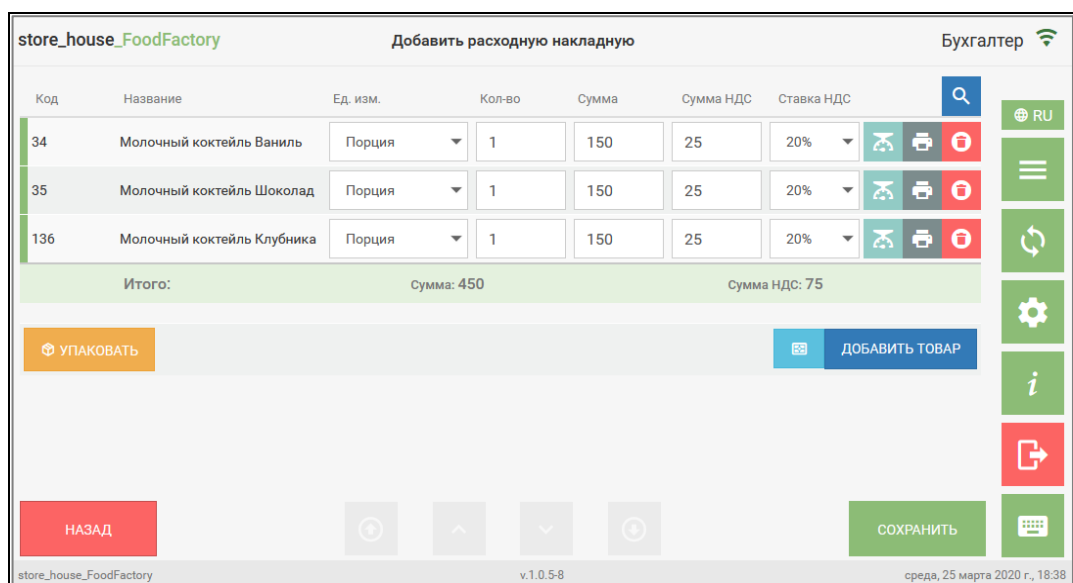 store_house_FoodFactory Добавить расходную накладную Бухгалтер
Код Название Ед. изм. Кол-во Сумма Сумма НДС Ставка НДС
RU
34 Молочный коктейль Ваниль Порция 1 150 25 20%
35 Молочный коктейль Шоколад Порция 1 150 25 20%
136 Молочный коктейль Клубника Порция 1 150 25 20%
Итого: Сумма: 450 Сумма НДС: 75
УПАКОВАТЬ ДОБАВИТЬ ТОВАР
i
НАЗАД СОХРАНИТЬ
store_house_FoodFactory v.1.0.5-8 среда, 25 марта 2020 г., 18:38